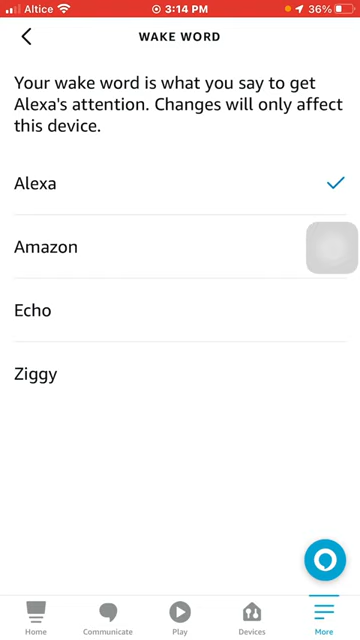 Altice 3:14 PM 36%
WAKE WORD
Your wake word is what you say to get
Alexa's attention. Changes will only affect
this device.
Alexa
Amazon
Echo
Ziggy
Home Communicate Play Devices More